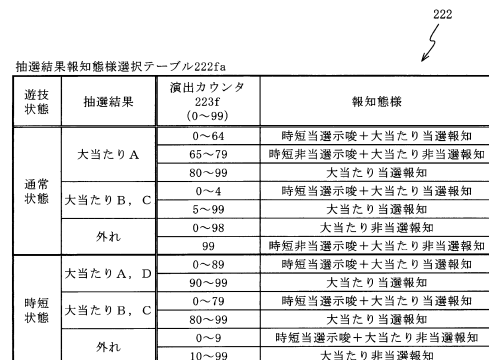 222
抽選結果報知態様選択テーブル222fa
遊技状態 抽選結果 演出カウンタ223f(0～99) 報知態様
通常状態 大当たりA 0～64 時短当選示唆＋大当たり当選報知
65～79 時短非当選示唆＋大当たり非当選報知
80～99 大当たり当選報知
大当たりB，C 0～4 時短当選示唆＋大当たり当選報知
5～99 大当たり当選報知
外れ 0～98 大当たり非当選報知
99 時短非当選示唆＋大当たり非当選報知
時短状態 大当たりA，D 0～89 時短当選示唆＋大当たり当選報知
90～99 大当たり当選報知
大当たりB，C 0～79 時短当選示唆＋大当たり当選報知
80～99 大当たり当選報知
外れ 0～9 時短当選示唆＋大当たり非当選報知
10～99 大当たり非当選報知